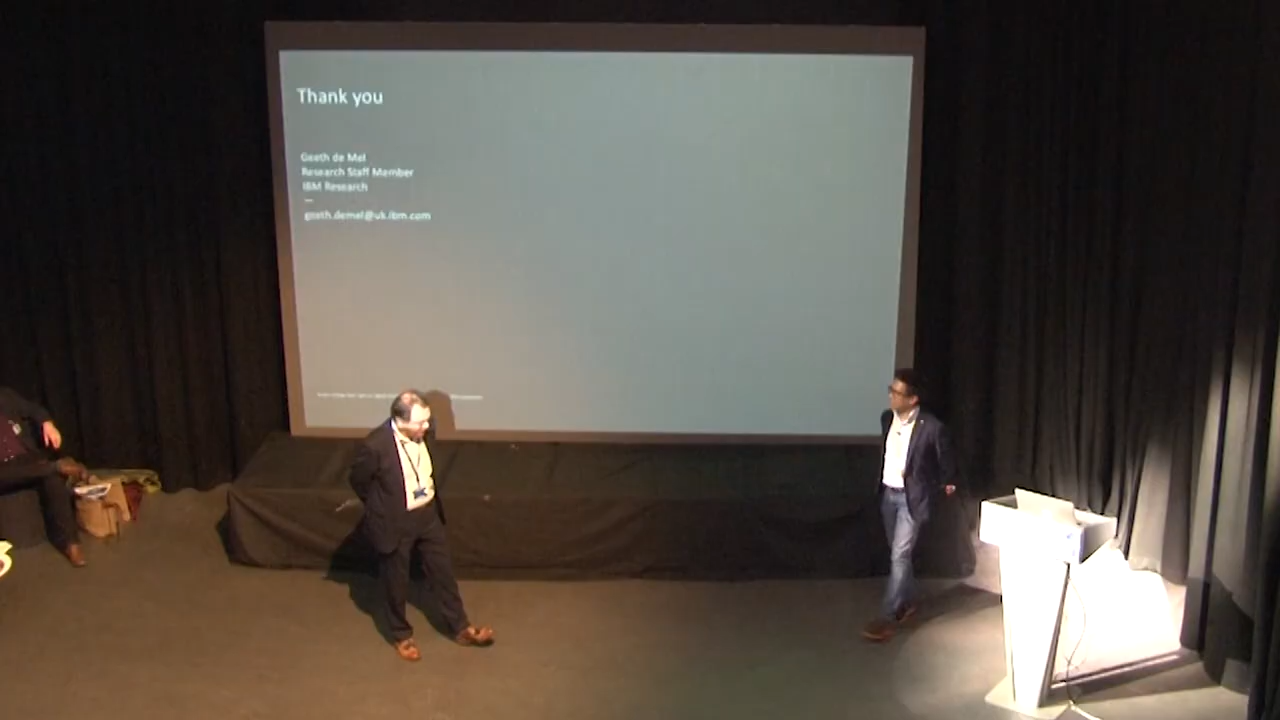 Thank you
Geeth de Mel
Research Staff Member
IBM Research
—
geeth.demel@uk.ibm.com